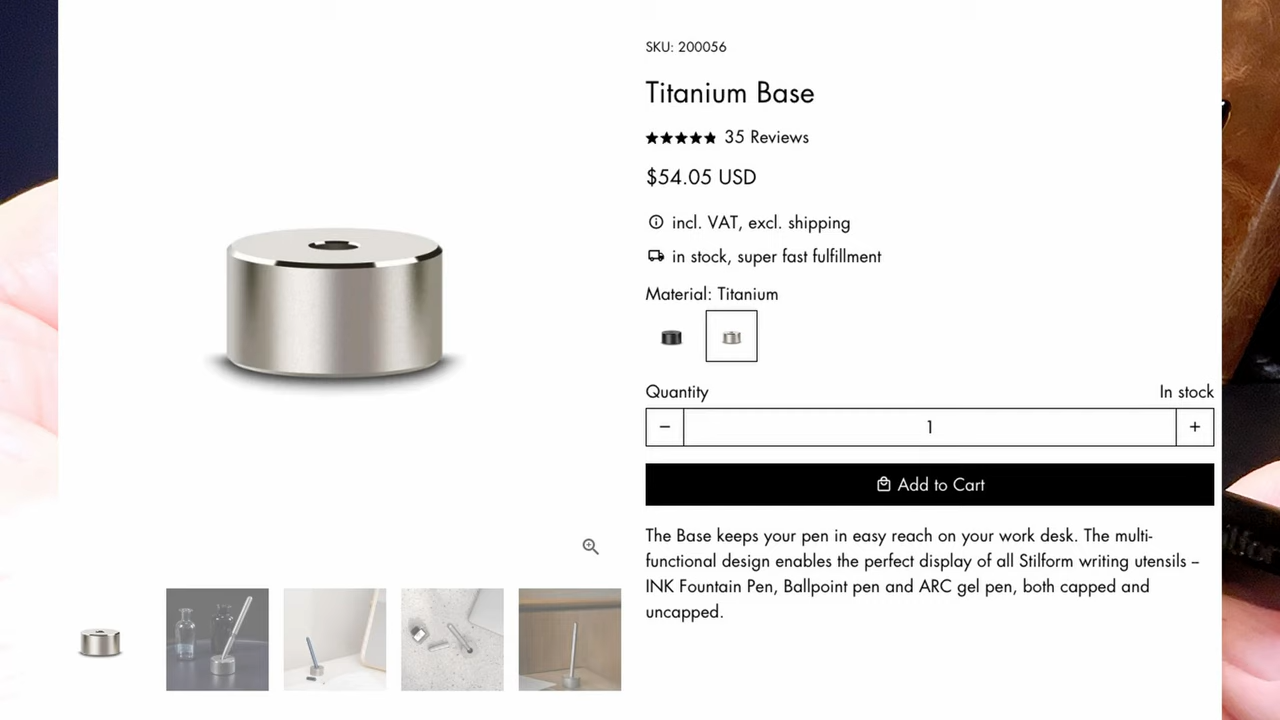 SKU: 200056
Titanium Base
35 Reviews
$54.05 USD
incl. VAT, excl. shipping
in stock, super fast fulfillment
Material: Titanium
Quantity
In stock
1
Add to Cart
The Base keeps your pen in easy reach on your work desk. The multi-
functional design enables the perfect display of all Stilform writing utensils –
INK Fountain Pen, Ballpoint pen and ARC gel pen, both capped and
uncapped.